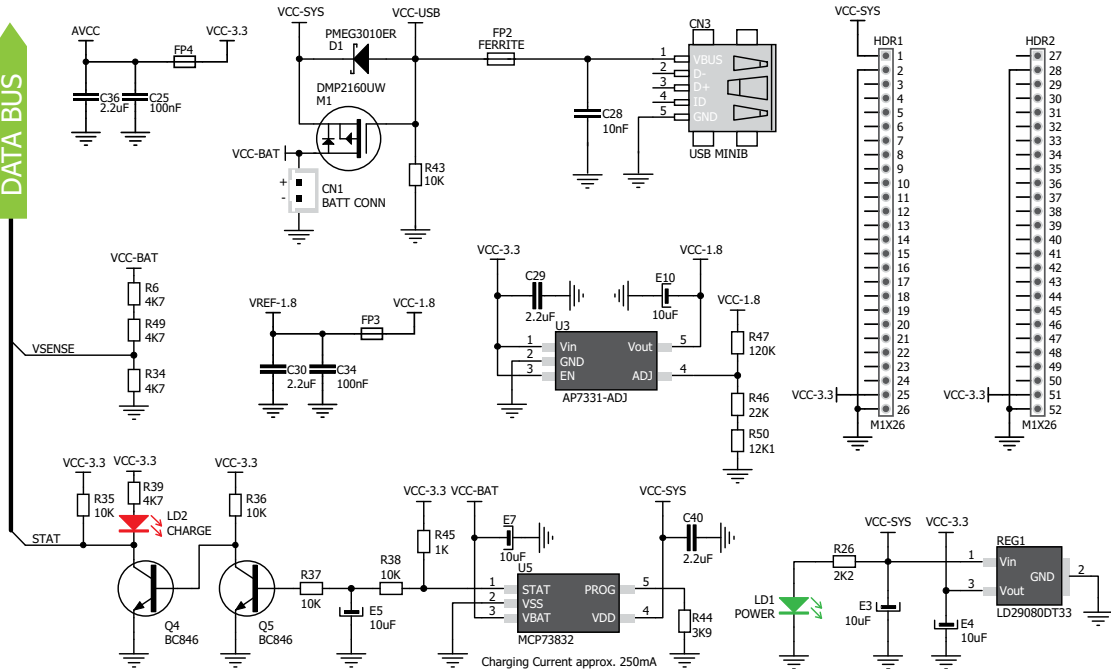 DATA BUS
AVCC
VCC-3.3
FP4
C36
2.2uF
C25
100nF
VCC-SYS
VCC-USB
PMEG3010ER
D1
DMP2160UW
M1
VCC-BAT
+
-
CN1
BATT CONN
R43
10K
FP2
FERRITE
C28
10nF
CN3
1 VBUS
2 D-
3 D+
4 ID
5 GND
USB MINIB
VCC-SYS
HDR1
1
2
3
4
5
6
7
8
9
10
11
12
13
14
15
16
17
18
19
20
21
22
23
24
VCC-3.3 25
26
M1X26
HDR2
27
28
29
30
31
32
33
34
35
36
37
38
39
40
41
42
43
44
45
46
47
48
49
50
VCC-3.3 51
52
M1X26
VCC-BAT
R6
4K7
R49
4K7
VSENSE
R34
4K7
VREF-1.8
VCC-1.8
FP3
C30
2.2uF
C34
100nF
VCC-3.3
VCC-1.8
C29
2.2uF
E10
10uF
U3
1 Vin
2 GND
3 EN
Vout 5
ADJ 4
AP7331-ADJ
VCC-1.8
R47
120K
R46
22K
R50
12K1
VCC-3.3
VCC-3.3
VCC-3.3
R35
10K
R39
4K7
LD2
CHARGE
R36
10K
STAT
Q4
BC846
Q5
BC846
R37
10K
R38
10K
E5
10uF
VCC-3.3
VCC-BAT
R45
1K
E7
10uF
U5
1 STAT
2 VSS
3 VBAT
PROG 5
VDD 4
MCP73832
Charging Current approx. 250mA
VCC-SYS
C40
2.2uF
R44
3K9
VCC-SYS
VCC-3.3
R26
2K2
LD1
POWER
E3
10uF
E4
10uF
REG1
1 Vin
GND 2
3 Vout
LD29080DT33